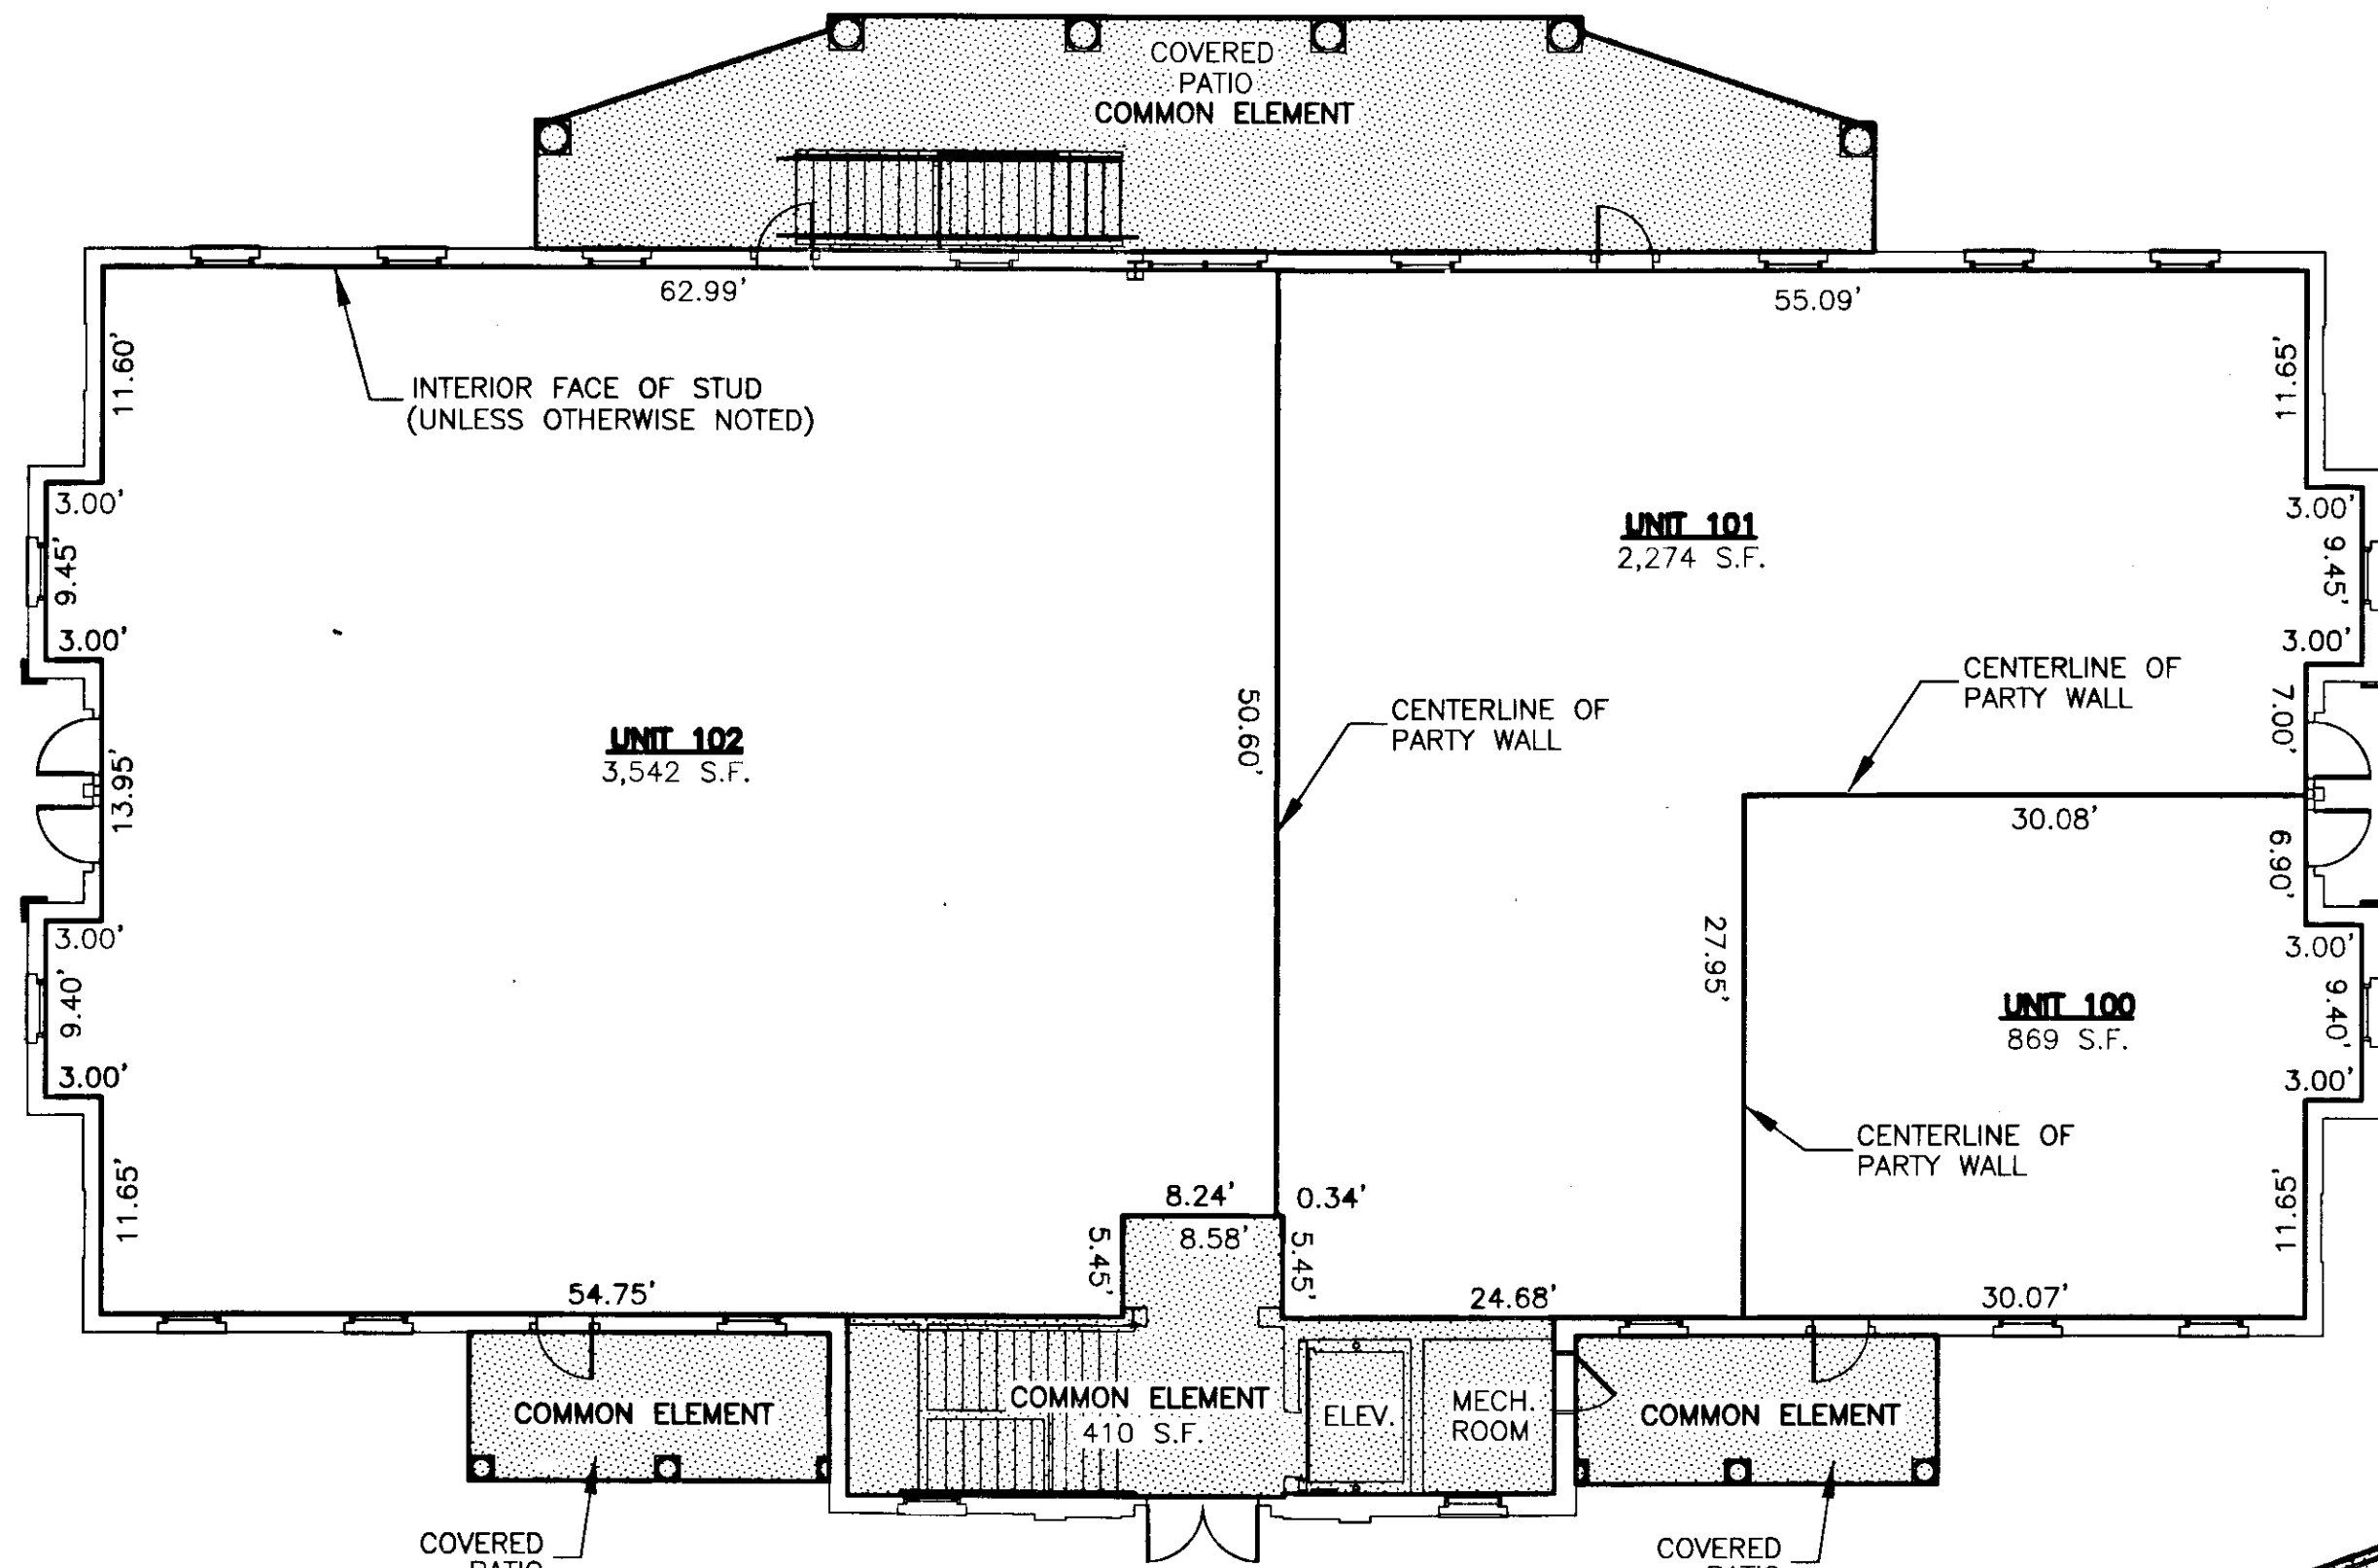 COVERED
PATIO
COMMON ELEMENT
62.99'
55.09'
11.60'
11.65'
INTERIOR FACE OF STUD
(UNLESS OTHERWISE NOTED)
3.00'
3.00'
9.45'
9.45'
UNIT 101
2,274 S.F.
3.00'
3.00'
CENTERLINE OF
PARTY WALL
7.00'
50.60'
CENTERLINE OF
PARTY WALL
UNIT 102
3,542 S.F.
13.95'
30.08'
6.90'
3.00'
3.00'
27.95'
9.40'
9.40'
UNIT 100
869 S.F.
3.00'
3.00'
CENTERLINE OF
PARTY WALL
11.65'
11.65'
8.24'
0.34'
8.58'
5.45'
5.45'
54.75'
24.68'
30.07'
COMMON ELEMENT
COMMON ELEMENT
410 S.F.
ELEV.
MECH.
ROOM
COMMON ELEMENT
COVERED
PATIO
COVERED
PATIO